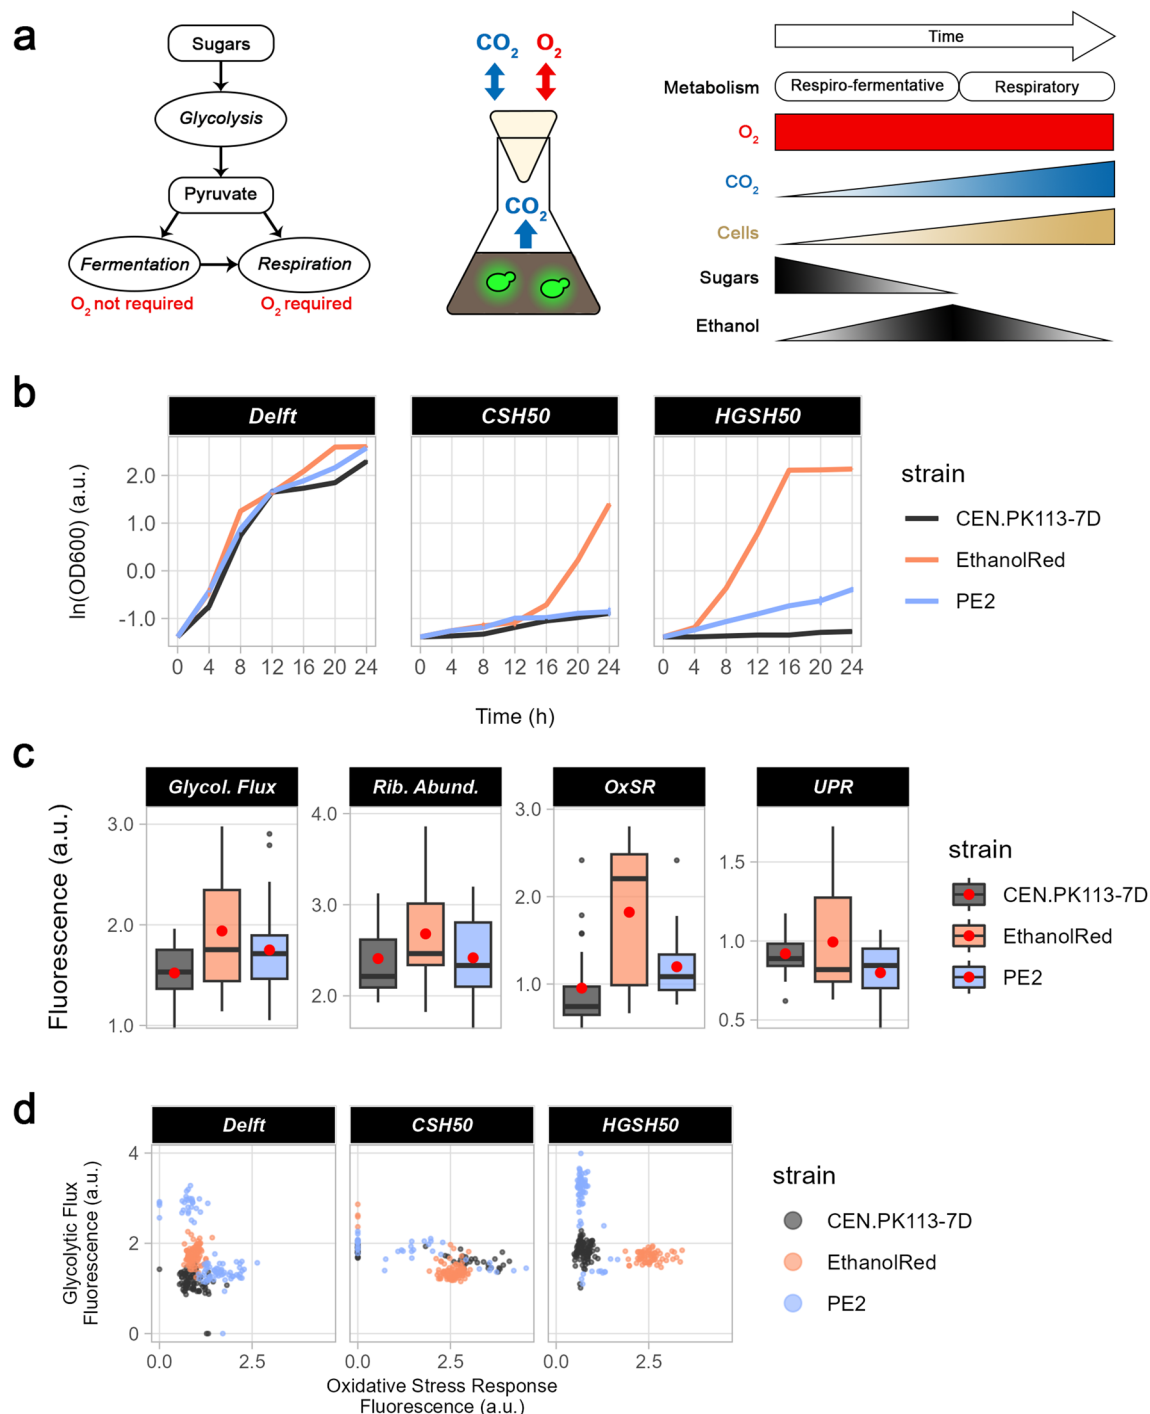 a
Sugars
Glycolysis
Pyruvate
Fermentation
Respiration
O2 not required
O2 required
CO2
O2
CO2
Time
Metabolism
Respiro-fermentative
Respiratory
O2
CO2
Cells
Sugars
Ethanol
b
Delft
CSH50
HGSH50
ln(OD600) (a.u.)
2.0
1.0
0.0
-1.0
0 4 8 12 16 20 24
0 4 8 12 16 20 24
0 4 8 12 16 20 24
Time (h)
strain
CEN.PK113-7D
EthanolRed
PE2
c
Glycol. Flux
Rib. Abund.
OxSR
UPR
Fluorescence (a.u.)
3.0
2.0
1.0
4.0
3.0
2.0
3.0
2.0
1.0
1.5
1.0
0.5
strain
CEN.PK113-7D
EthanolRed
PE2
d
Delft
CSH50
HGSH50
Glycolytic Flux
Fluorescence (a.u.)
4
2
0
0.0 2.5
0.0 2.5
0.0 2.5
Oxidative Stress Response
Fluorescence (a.u.)
strain
CEN.PK113-7D
EthanolRed
PE2